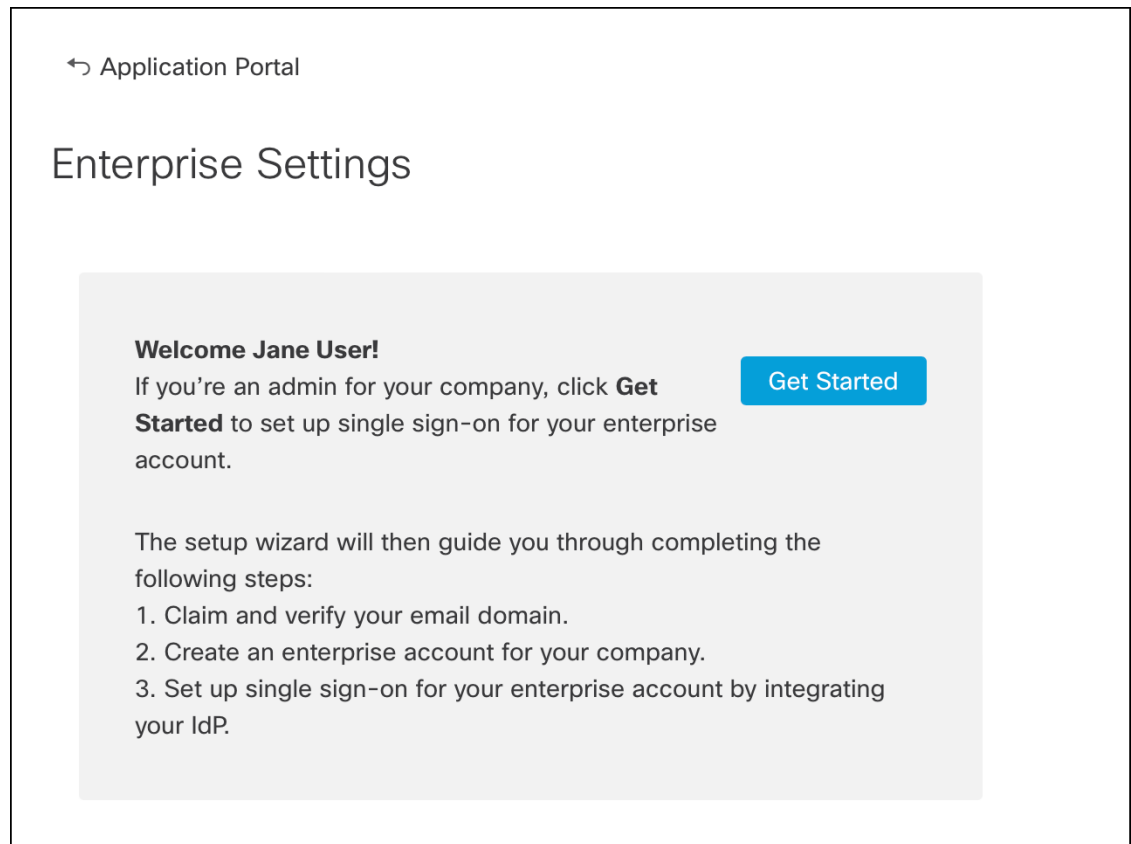 Application Portal
Enterprise Settings
Welcome Jane User!
If you’re an admin for your company, click Get
Started to set up single sign-on for your enterprise
account.
Get Started
The setup wizard will then guide you through completing the
following steps:
1. Claim and verify your email domain.
2. Create an enterprise account for your company.
3. Set up single sign-on for your enterprise account by integrating
your IdP.